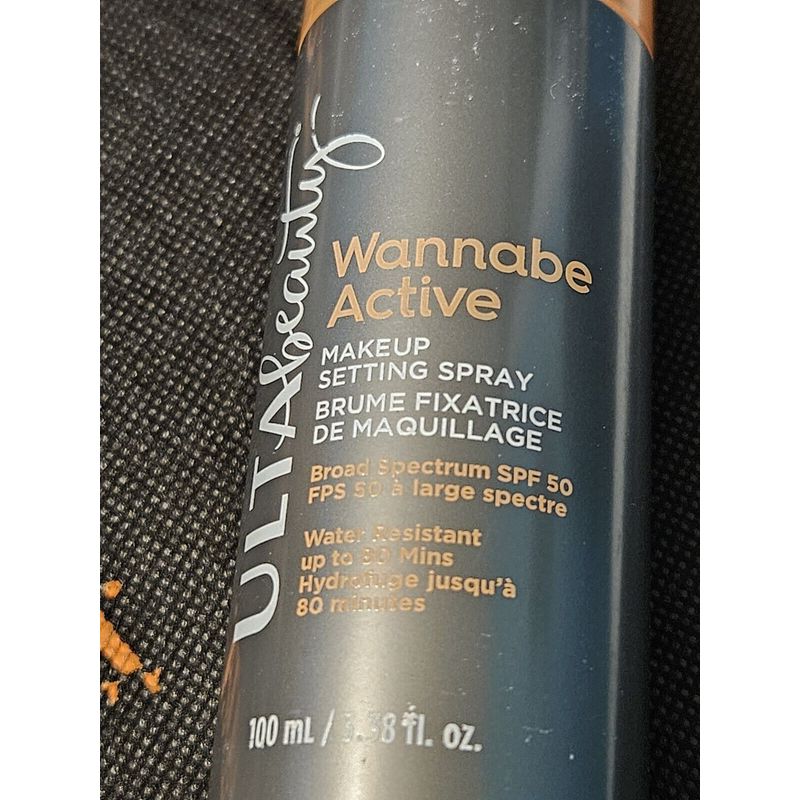 ULTA beauty
Wannabe
Active
MAKEUP
SETTING SPRAY
BRUME FIXATRICE
DE MAQUILLAGE
Broad Spectrum SPF 50
FPS 50 à large spectre
Water Resistant
up to 80 Mins
Hydrofuge jusqu'à
80 minutes
100 mL / 3.38 fl. oz.